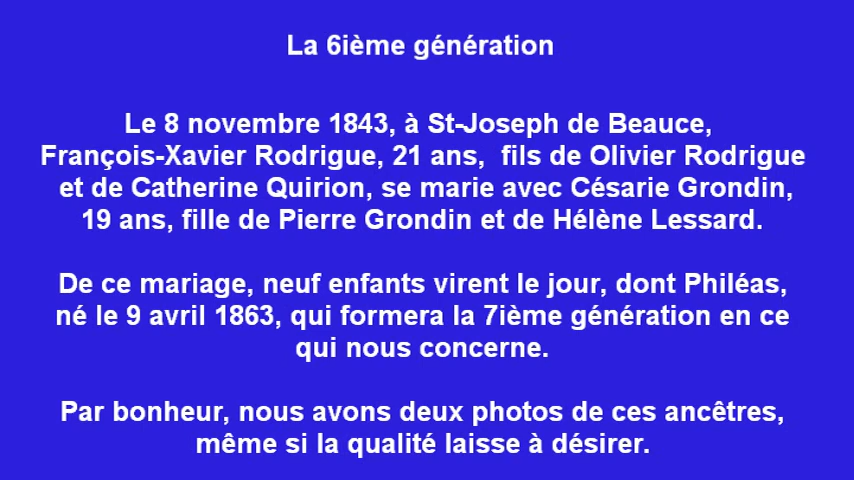 La 6ième génération
Le 8 novembre 1843, à St-Joseph de Beauce,
François-Xavier Rodrigue, 21 ans, fils de Olivier Rodrigue
et de Catherine Quirion, se marie avec Césarie Grondin,
19 ans, fille de Pierre Grondin et de Hélène Lessard.
De ce mariage, neuf enfants virent le jour, dont Philéas,
né le 9 avril 1863, qui formera la 7ième génération en ce
qui nous concerne.
Par bonheur, nous avons deux photos de ces ancêtres,
même si la qualité laisse à désirer.